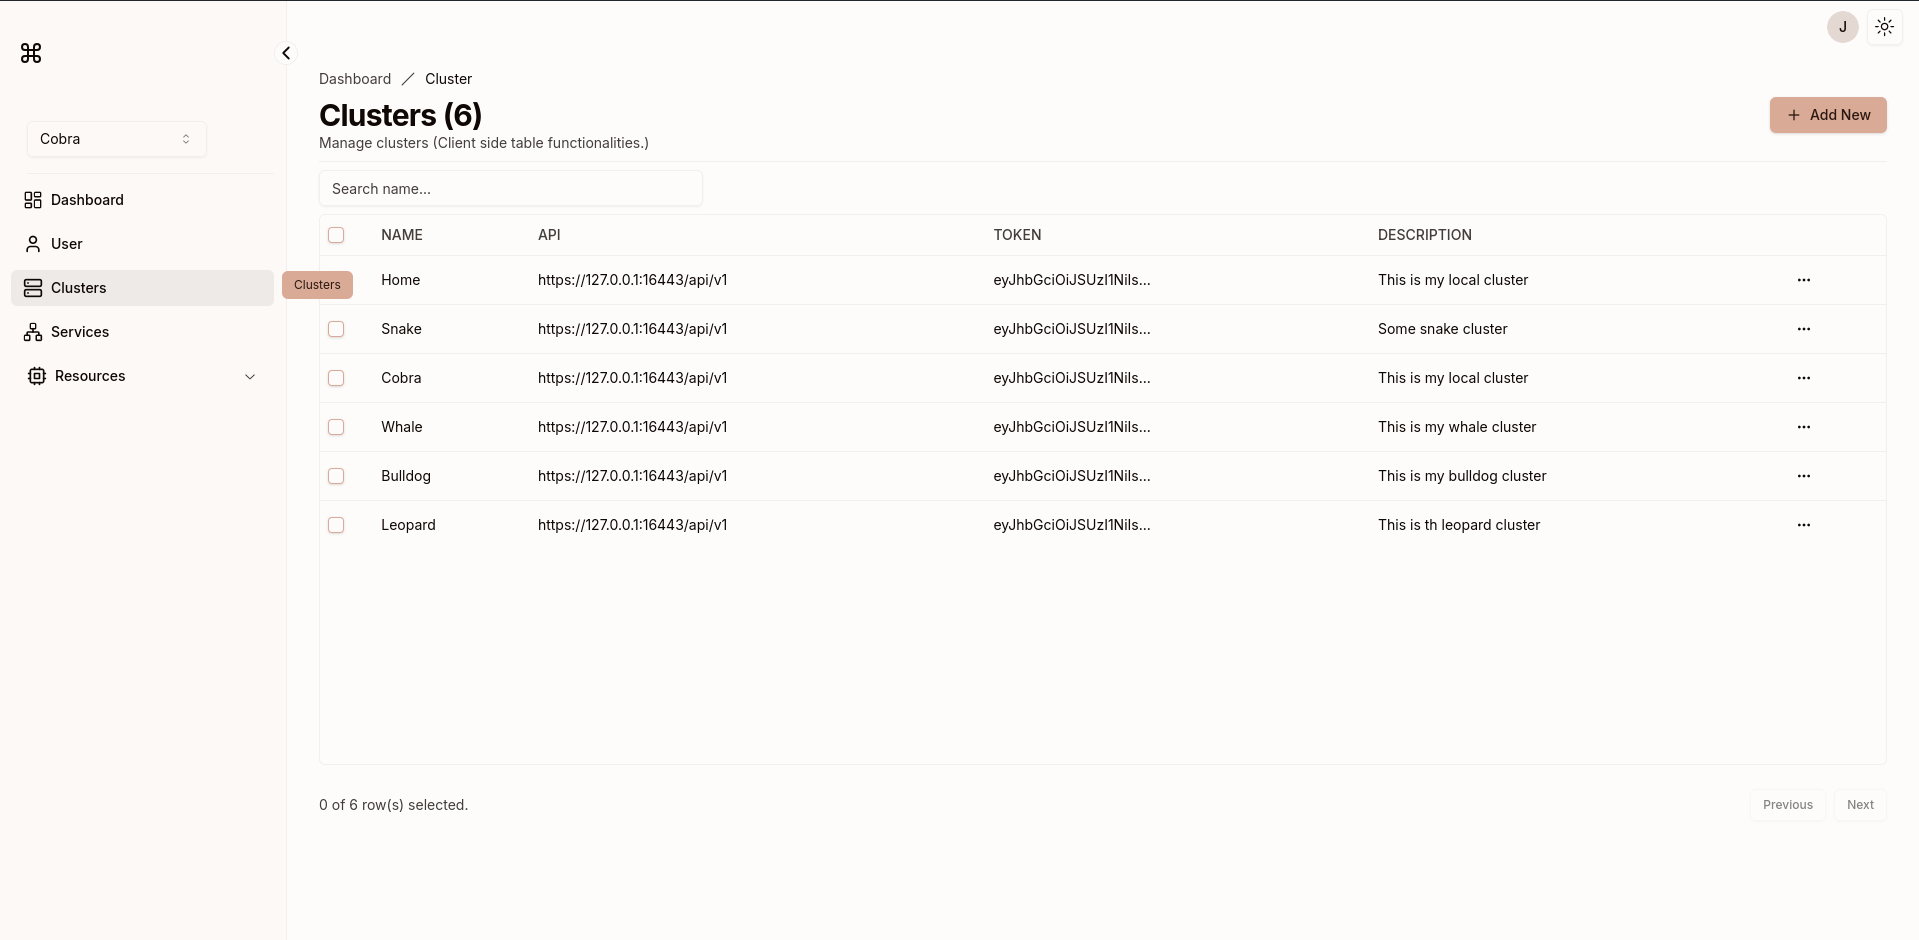 J
Dashboard / Cluster
Clusters (6)
Add New
Manage clusters (Client side table functionalities.)
Cobra
Dashboard
User
Clusters
Services
Resources
Clusters
Search name...
NAME API TOKEN DESCRIPTION
Home https://127.0.0.1:16443/api/v1 eyJhbGciOiJSUzI1NiIs... This is my local cluster
Snake https://127.0.0.1:16443/api/v1 eyJhbGciOiJSUzI1NiIs... Some snake cluster
Cobra https://127.0.0.1:16443/api/v1 eyJhbGciOiJSUzI1NiIs... This is my local cluster
Whale https://127.0.0.1:16443/api/v1 eyJhbGciOiJSUzI1NiIs... This is my whale cluster
Bulldog https://127.0.0.1:16443/api/v1 eyJhbGciOiJSUzI1NiIs... This is my bulldog cluster
Leopard https://127.0.0.1:16443/api/v1 eyJhbGciOiJSUzI1NiIs... This is th leopard cluster
0 of 6 row(s) selected.
Previous Next